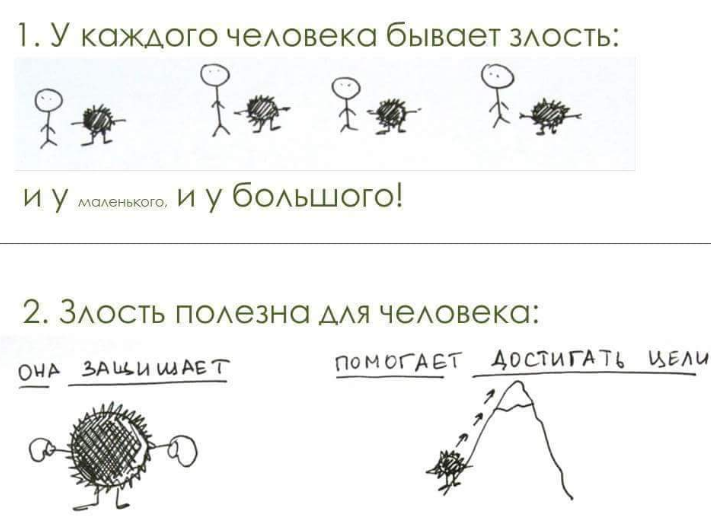 1. У каждого человека бывает злость:
и у маленького, и у большого!
2. Злость полезна для человека:
ОНА ЗАЩИЩАЕТ
ПОМОГАЕТ ДОСТИГАТЬ ЦЕЛИ